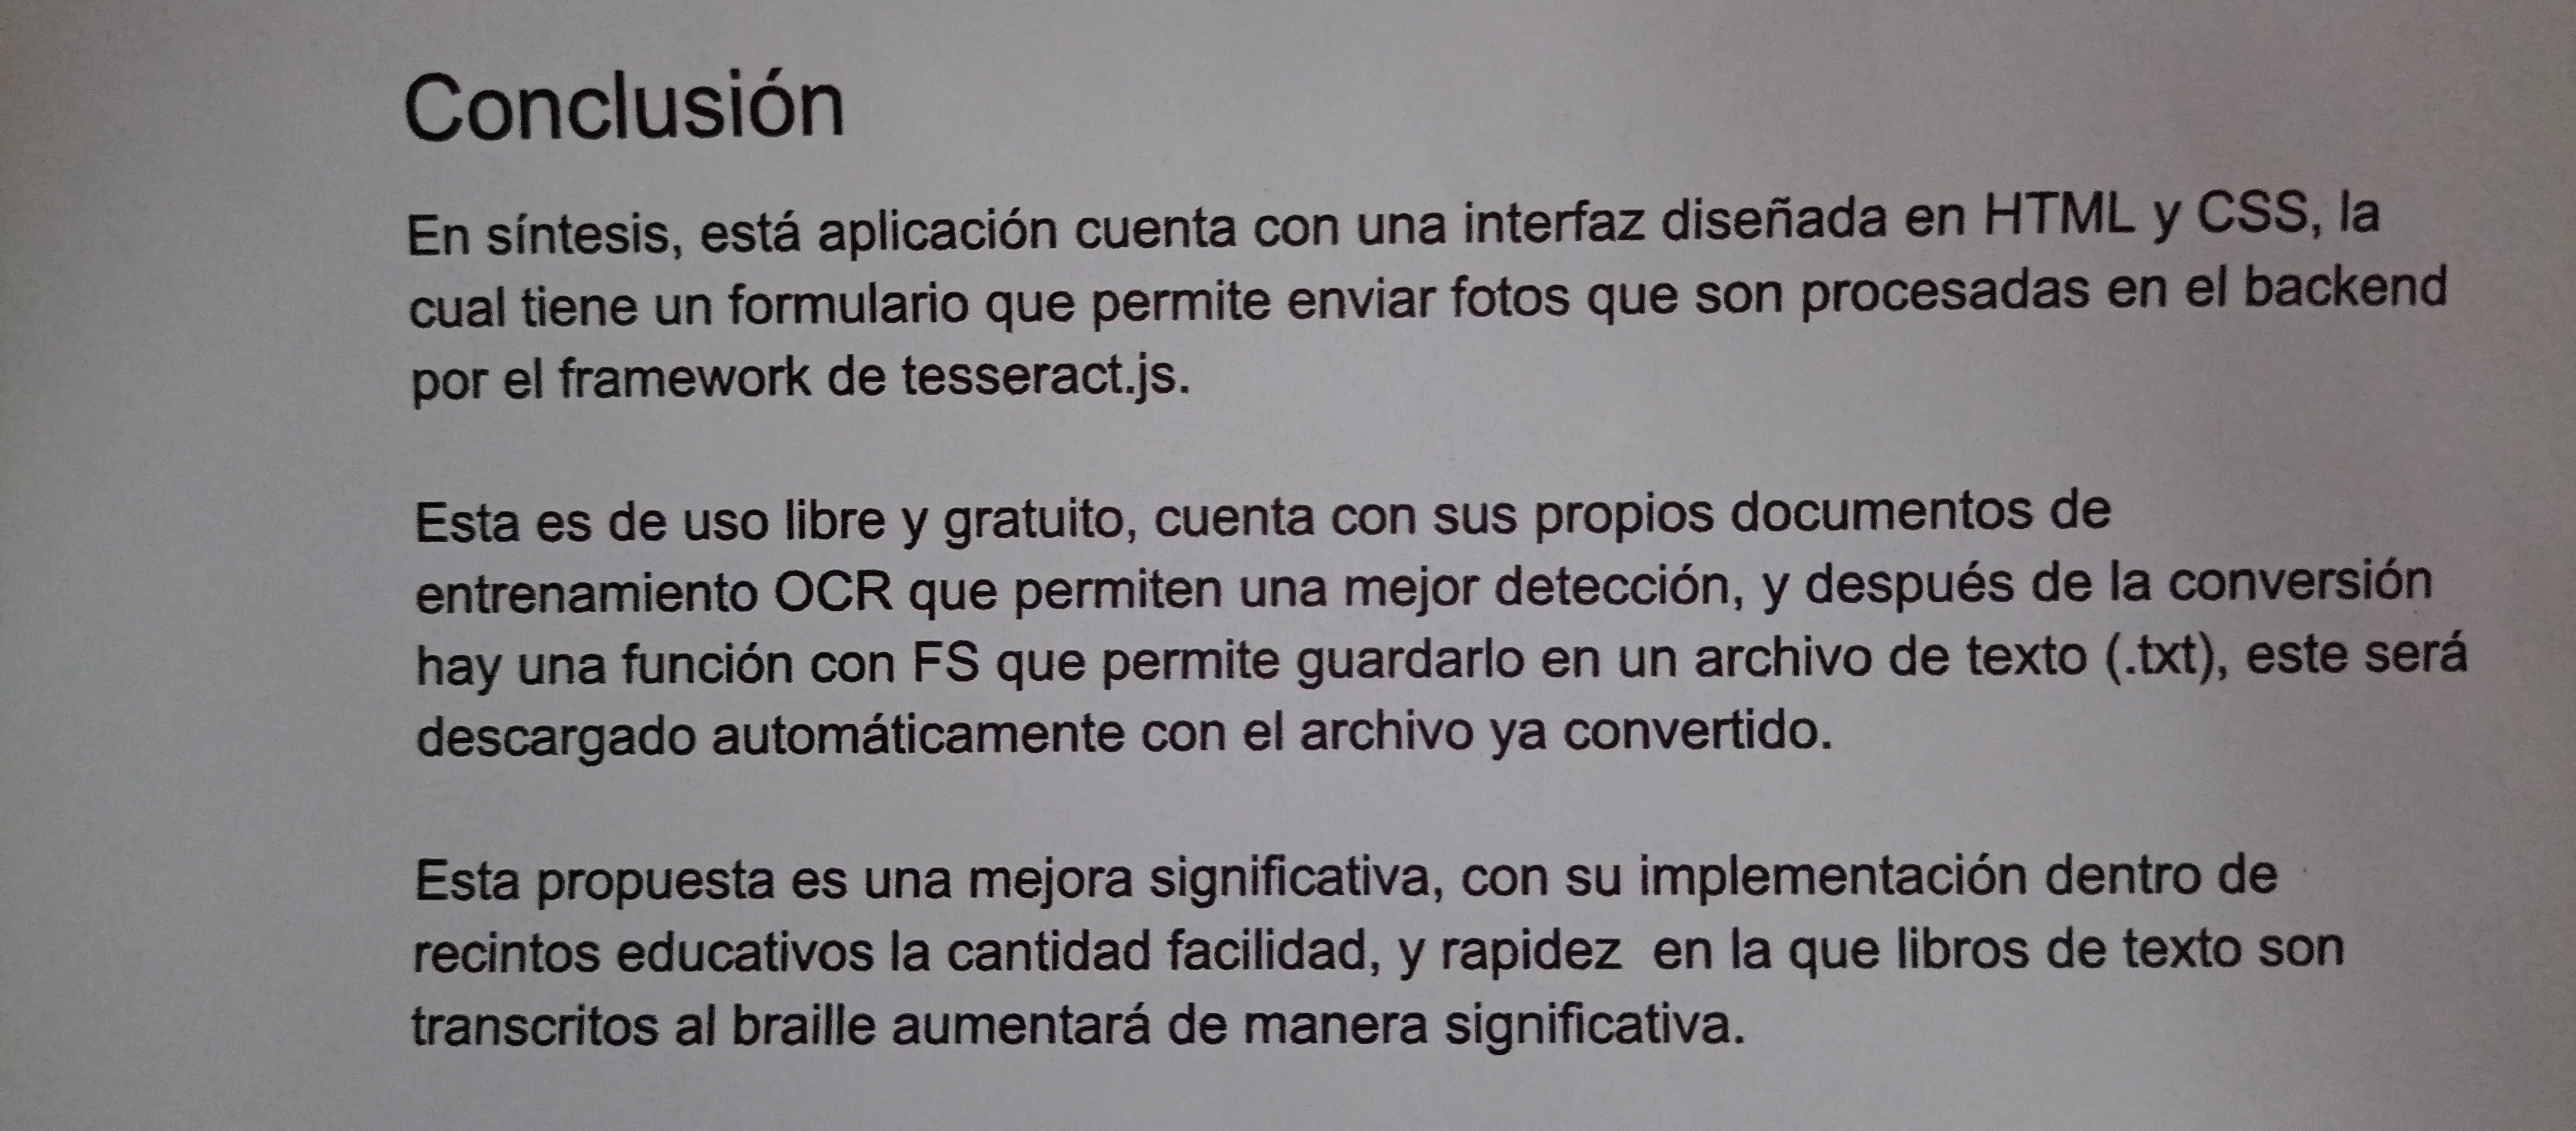 Conclusión
En síntesis, está aplicación cuenta con una interfaz diseñada en HTML y CSS, la
cual tiene un formulario que permite enviar fotos que son procesadas en el backend
por el framework de tesseract.js.
Esta es de uso libre y gratuito, cuenta con sus propios documentos de
entrenamiento OCR que permiten una mejor detección, y después de la conversión
hay una función con FS que permite guardarlo en un archivo de texto (.txt), este será
descargado automáticamente con el archivo ya convertido.
Esta propuesta es una mejora significativa, con su implementación dentro de
recintos educativos la cantidad facilidad, y rapidez  en la que libros de texto son
transcritos al braille aumentará de manera significativa.